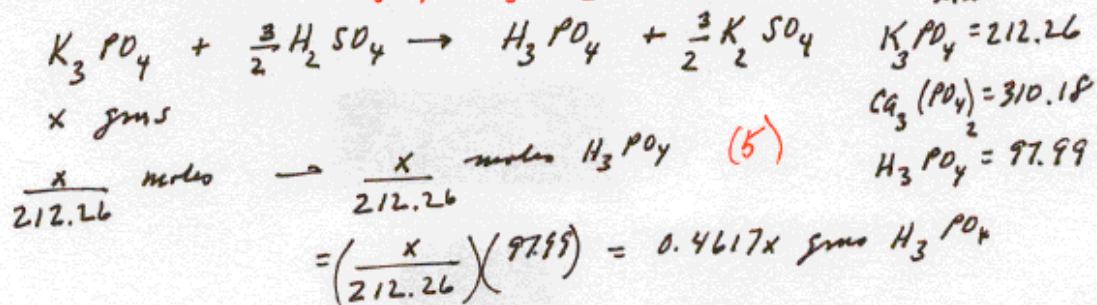 K₃PO₄ + 3/2 H₂SO₄ → H₃PO₄ + 3/2 K₂SO₄
K₃PO₄ = 212.26
Ca₃(PO₄)₂ = 310.18
H₃PO₄ = 97.99
x gms
x/212.26 moles → x/212.26 moles H₃PO₄ (5)
= (x/212.26)(97.99) = 0.4617x gms H₃PO₄